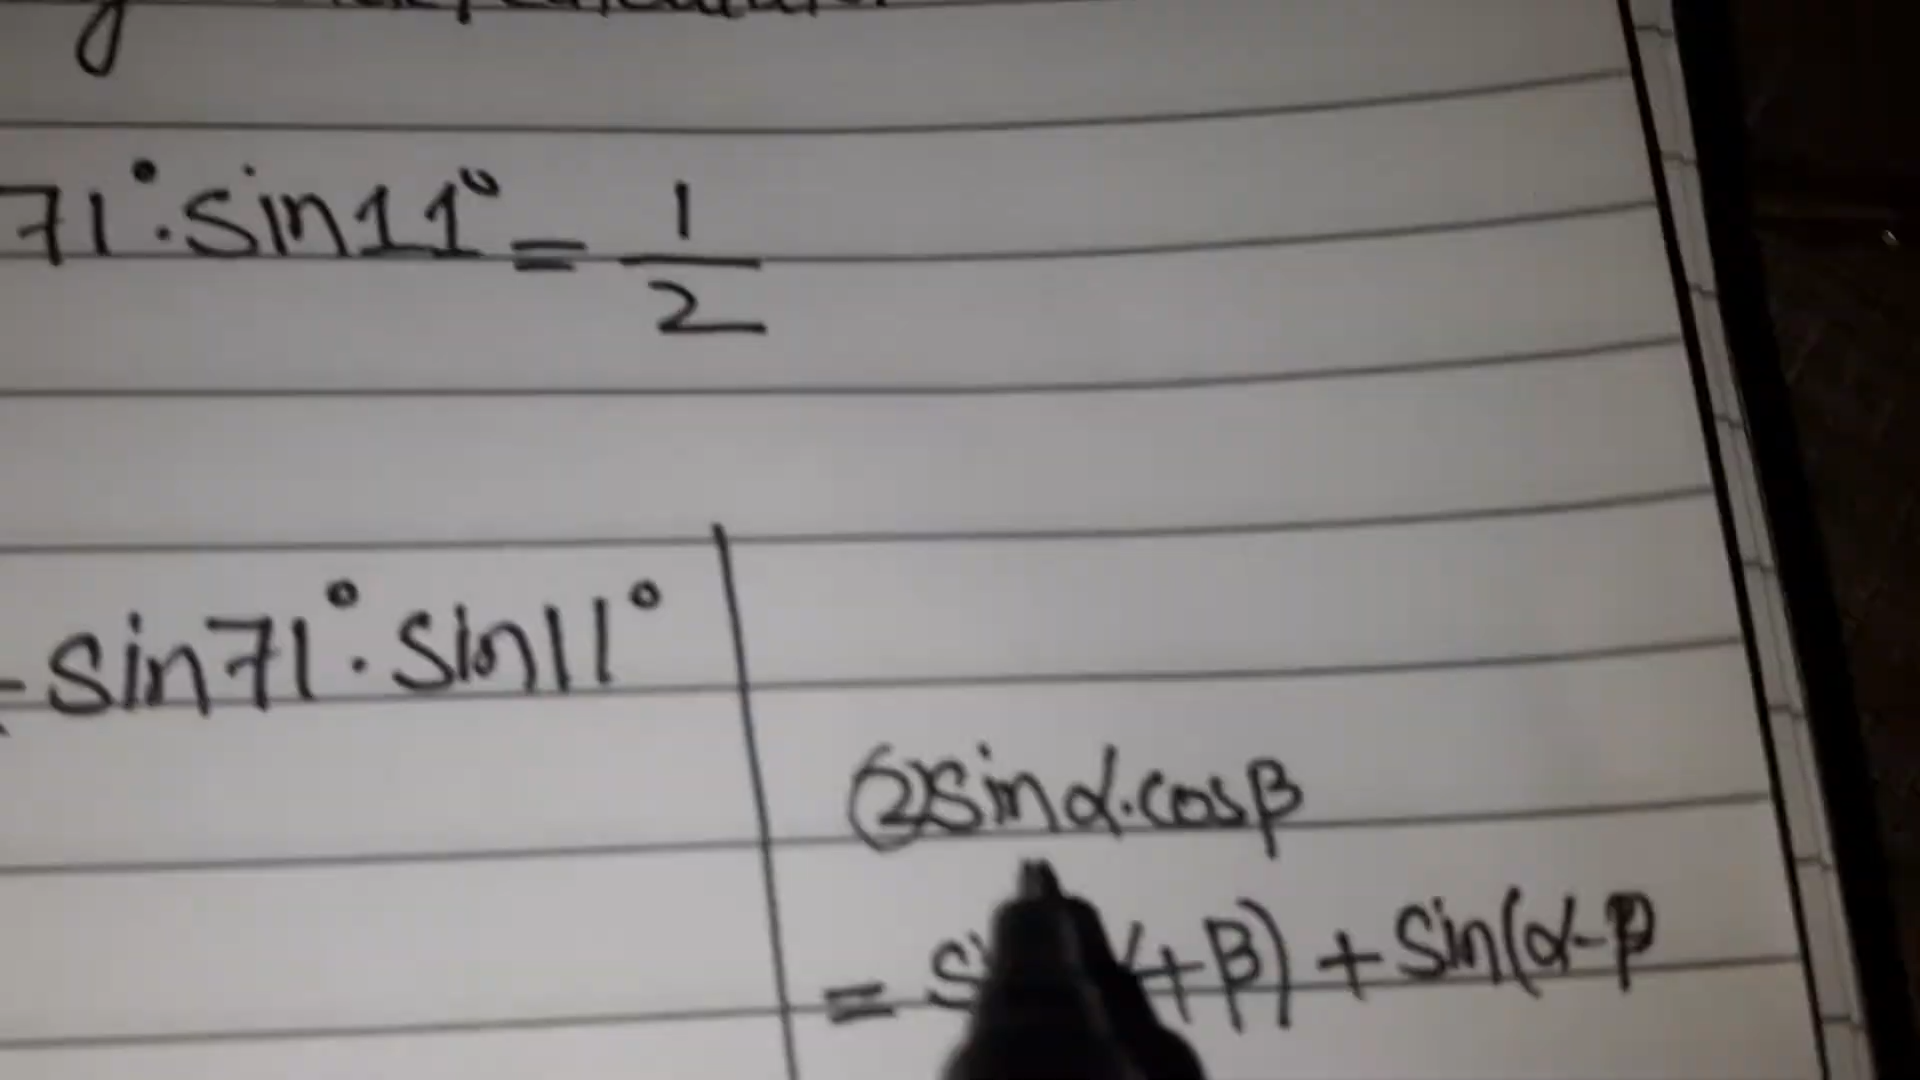 71°.sin11° = 1/2
- sin71°.sin11°
2sinα.cosβ
= +β) + sin(α-β